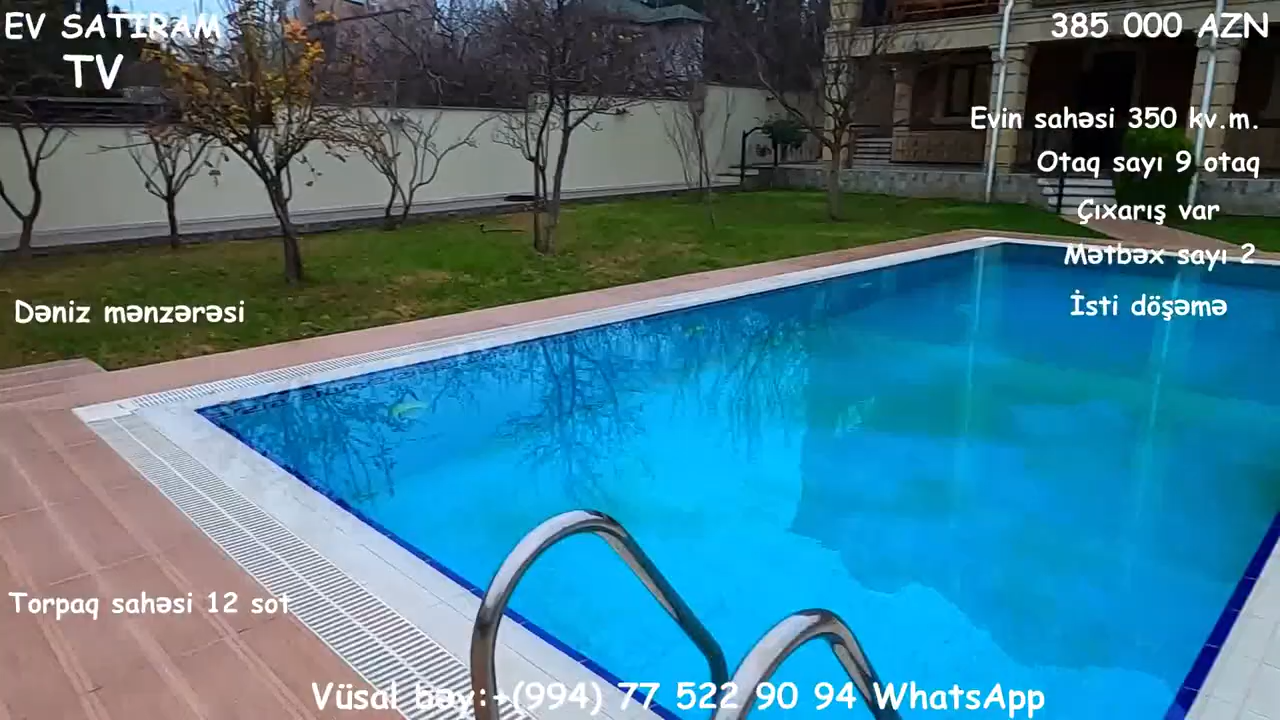 EV SATIRAM
TV
385 000 AZN
Evin sahəsi 350 kv.m.
Otaq sayı 9 otaq
Çıxarış var
Mətbəx sayı 2
İsti döşəmə
Dəniz mənzərəsi
Torpaq sahəsi 12 sot
Vüsal bəy:+(994) 77 522 90 94 WhatsApp